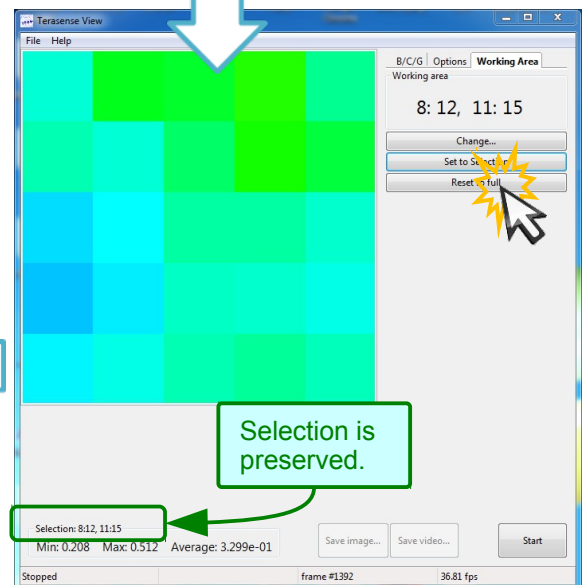 Terasense View
File Help
B/C/G Options Working Area
Working area
8: 12, 11: 15
Change...
Set to Selection
Reset to full
Selection is
preserved.
Selection: 8:12, 11:15
Min: 0.208 Max: 0.512 Average: 3.299e-01
Save image... Save video... Start
Stopped frame #1392 36.81 fps